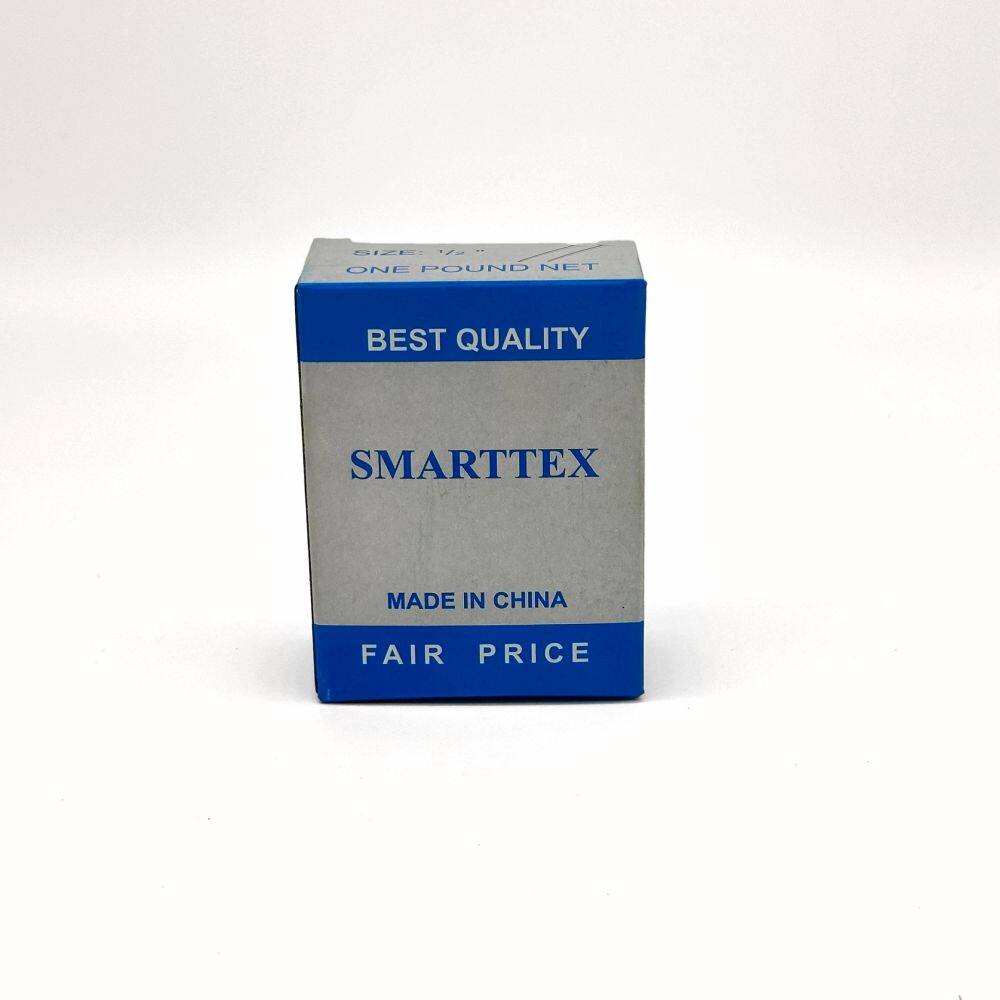 SIZE: 1/2 "
ONE POUND NET
BEST QUALITY
SMARTTEX
MADE IN CHINA
FAIR PRICE